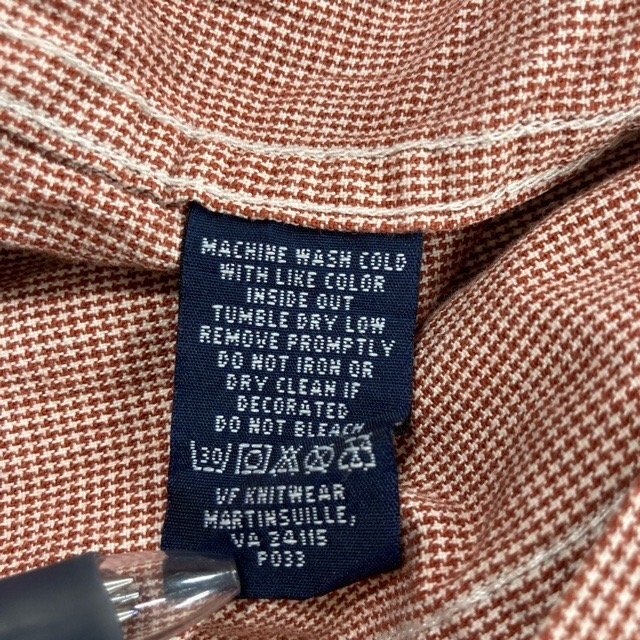 MACHINE WASH COLD
WITH LIKE COLOR
INSIDE OUT
TUMBLE DRY LOW
REMOVE PROMPTLY
DO NOT IRON OR
DRY CLEAN IF
DECORATED
DO NOT BLEACH
30
VF KNITWEAR
MARTINSVILLE,
VA 24115
P033